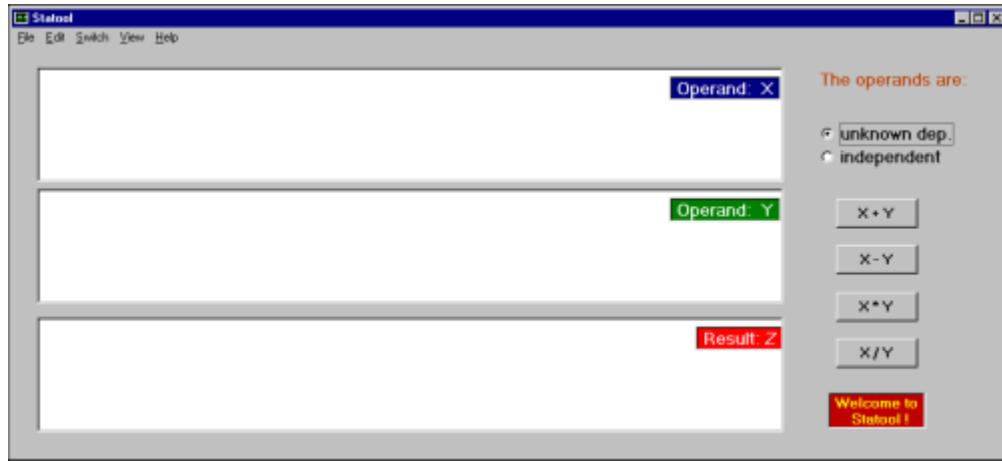 Statool
File Edit Switch View Help
Operand: X
The operands are:
unknown dep.
independent
Operand: Y
X + Y
X - Y
X * Y
Result: Z
X / Y
Welcome to
Statool !